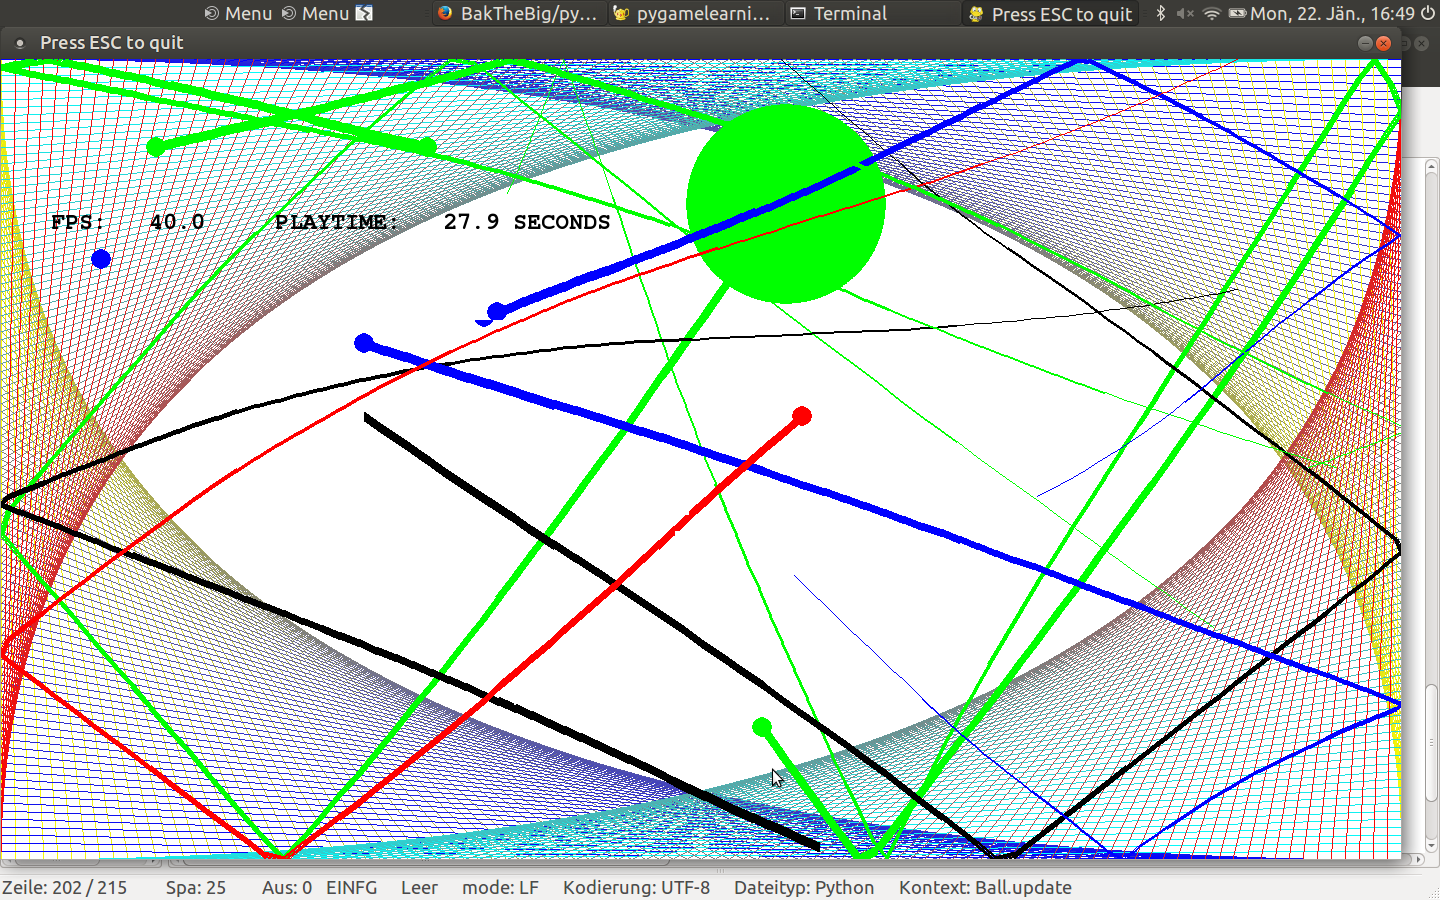 Menu Menu BakTheBig/py... pygamelearni... Terminal Press ESC to quit Mon, 22. Jän., 16:49
Press ESC to quit
FPS: 40.0 PLAYTIME: 27.9 SECONDS
Zeile: 202 / 215 Spa: 25 Aus: 0 EINFG Leer mode: LF Kodierung: UTF-8 Dateityp: Python Kontext: Ball.update